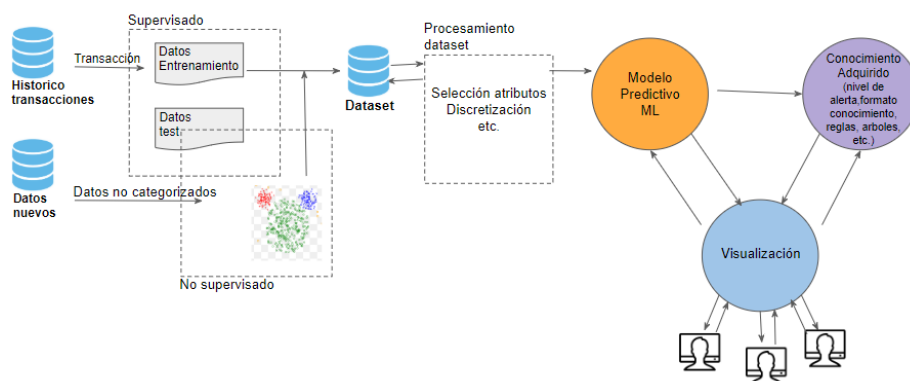 Supervisado
Historico
transacciones
Transacción
Datos
Entrenamiento
Datos
test
Datos
nuevos
Datos no categorizados
No supervisado
Dataset
Procesamiento
dataset
Selección atributos
Discretización
etc.
Modelo
Predictivo
ML
Conocimiento
Adquirido
(nivel de
alerta,formato
conocimiento,
reglas, arboles,
etc.)
Visualización